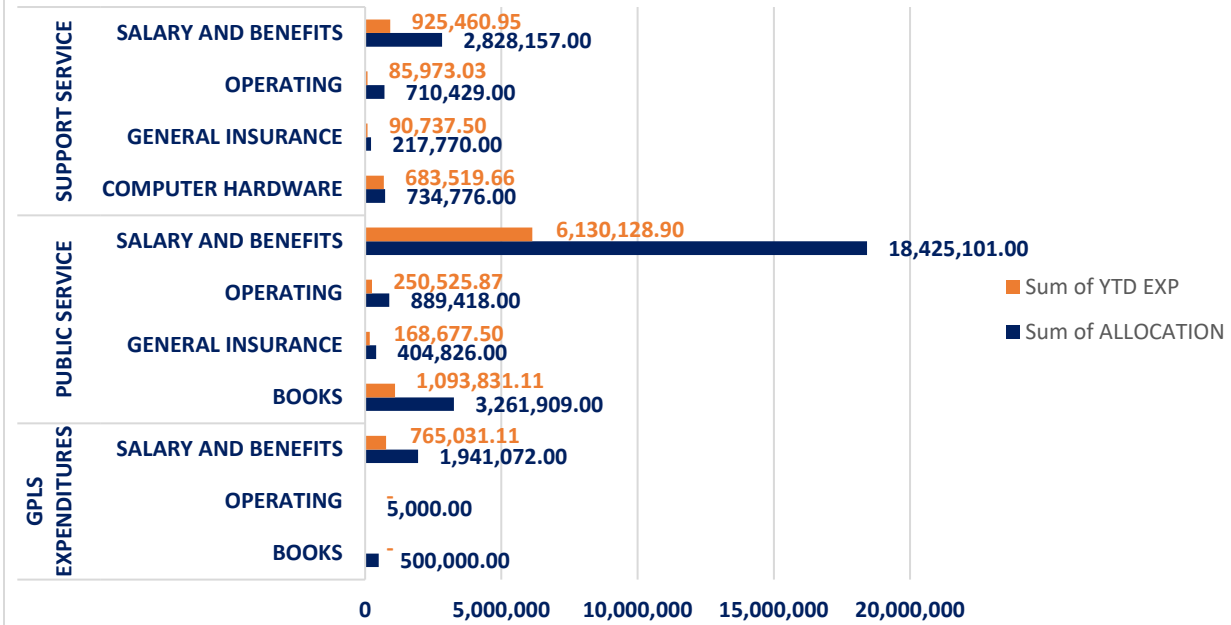 SUPPORT SERVICE
SALARY AND BENEFITS
925,460.95
2,828,157.00
OPERATING
85,973.03
710,429.00
GENERAL INSURANCE
90,737.50
217,770.00
COMPUTER HARDWARE
683,519.66
734,776.00
PUBLIC SERVICE
SALARY AND BENEFITS
6,130,128.90
18,425,101.00
OPERATING
250,525.87
889,418.00
GENERAL INSURANCE
168,677.50
404,826.00
BOOKS
1,093,831.11
3,261,909.00
GPLS
EXPENDITURES
SALARY AND BENEFITS
765,031.11
1,941,072.00
OPERATING
-
5,000.00
BOOKS
-
500,000.00
0 5,000,000 10,000,000 15,000,000 20,000,000
Sum of YTD EXP
Sum of ALLOCATION